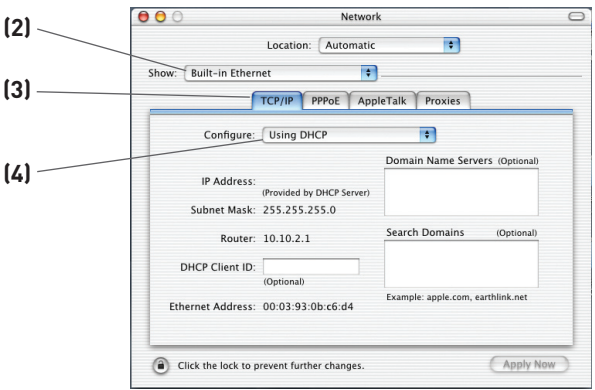 Network
Location: Automatic
(2)
Show: Built-in Ethernet
(3)
TCP/IP PPPoE AppleTalk Proxies
Configure: Using DHCP
(4)
Domain Name Servers (Optional)
IP Address:
(Provided by DHCP Server)
Subnet Mask: 255.255.255.0
Search Domains (Optional)
Router: 10.10.2.1
DHCP Client ID:
(Optional)
Example: apple.com, earthlink.net
Ethernet Address: 00:03:93:0b:c6:d4
Click the lock to prevent further changes.
Apply Now